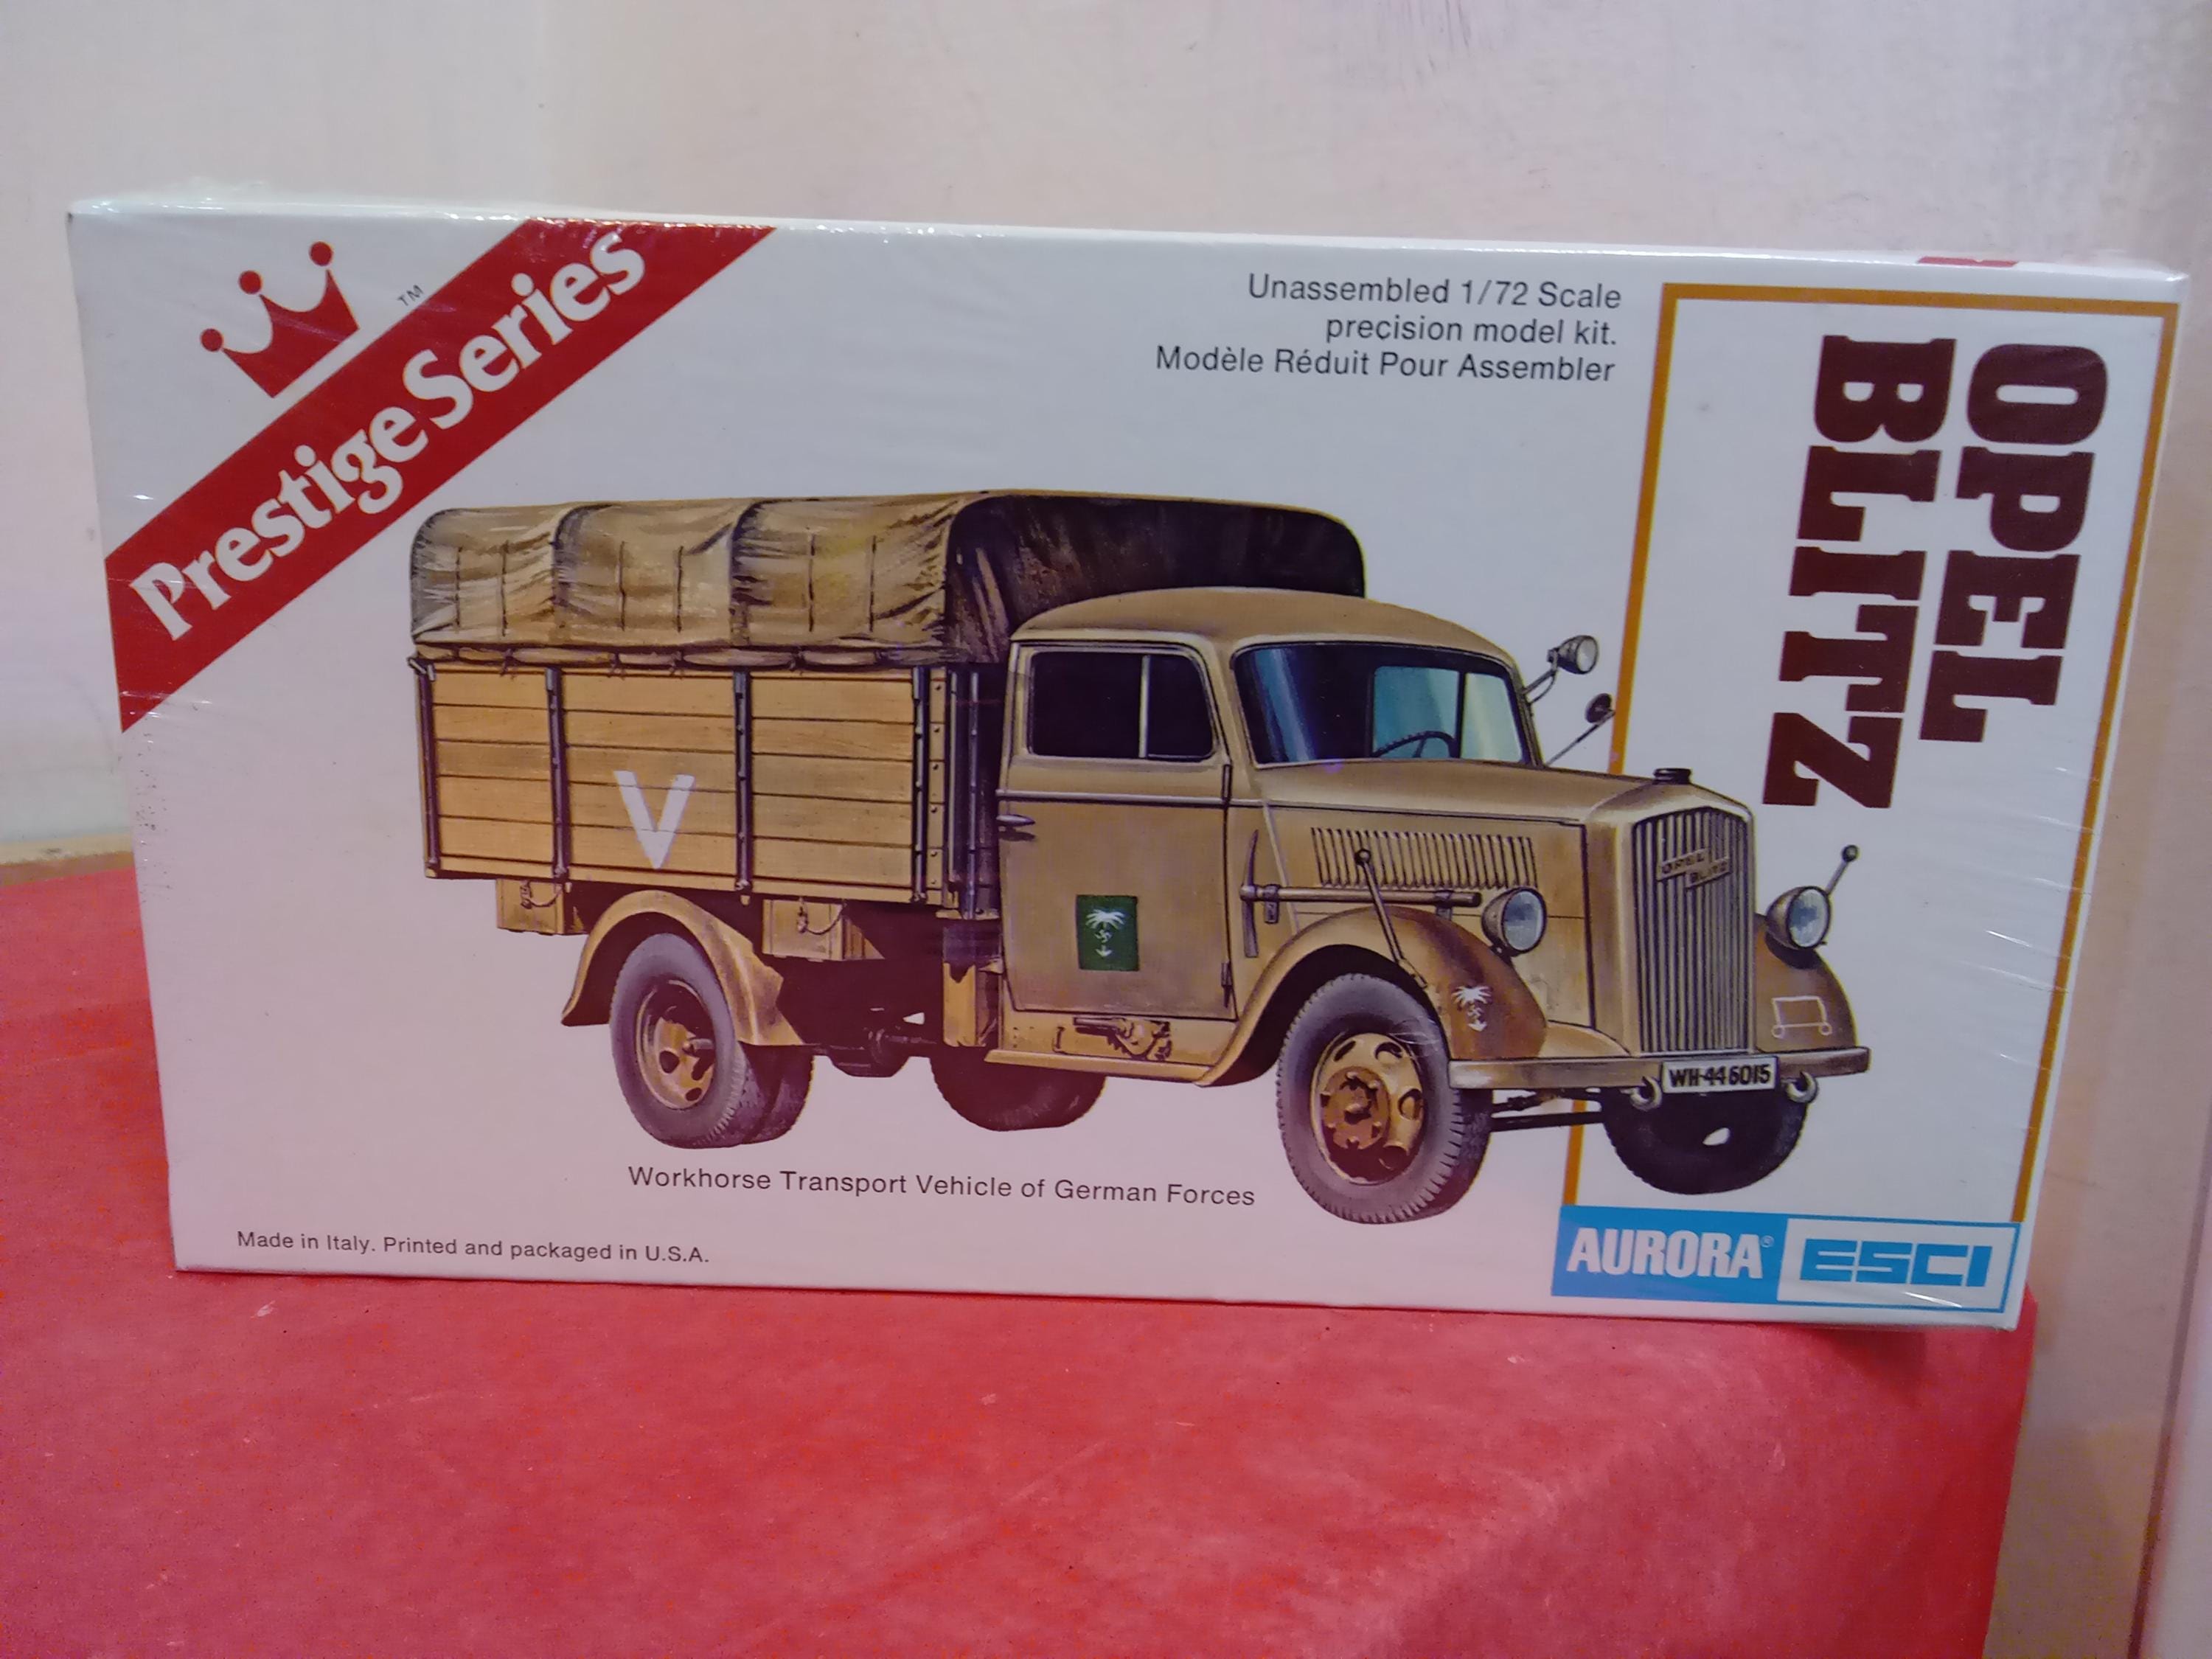 Prestige Series
TM
Unassembled 1/72 Scale
precision model kit.
Modèle Réduit Pour Assembler
OPEL
BLITZ
V
OPEL
BLITZ
WH-446015
Workhorse Transport Vehicle of German Forces
Made in Italy. Printed and packaged in U.S.A.
AURORA® ESCI